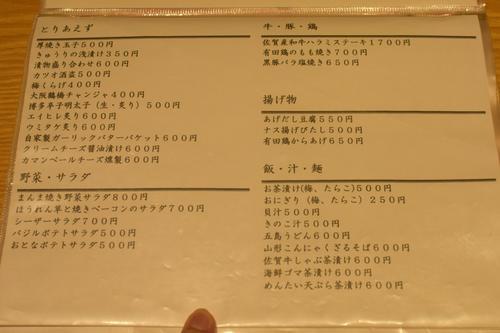 とりあえず
厚焼き玉子500円
きゅうりの浅漬け350円
漬物盛り合わせ600円
カツオ酒盗500円
梅くらげ400円
大阪鶴橋チャンジャ400円
博多辛子明太子(生・炙り)500円
エイヒレ炙り600円
ウミタケ炙り600円
自家製ガーリックバターバケット600円
クリームチーズ醤油漬け600円
カマンベールチーズ燻製600円
野菜・サラダ
まんま焼き野菜サラダ800円
ほうれん草と焼きベーコンのサラダ700円
シーザーサラダ700円
バジルポテトサラダ500円
おとなポテトサラダ500円
牛・豚・鶏
佐賀産和牛ハラミステーキ1700円
有田鶏のもも焼き700円
黒豚バラ塩焼き650円
揚げ物
あげだし豆腐550円
ナス揚げびたし500円
有田鶏からあげ650円
飯・汁・麺
お茶漬け(梅、たらこ)500円
おにぎり(梅、たらこ)250円
貝汁500円
きのこ汁500円
五島うどん600円
山形こんにゃくざるそば600円
佐賀牛しゃぶ茶漬け600円
海鮮ゴマ茶漬け600円
めんたい天ぷら茶漬け600円